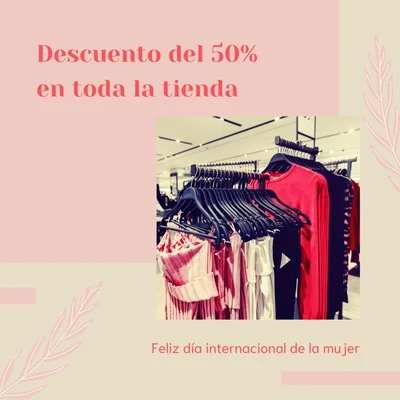 Descuento del 50%
en toda la tienda
Feliz día internacional de la mujer